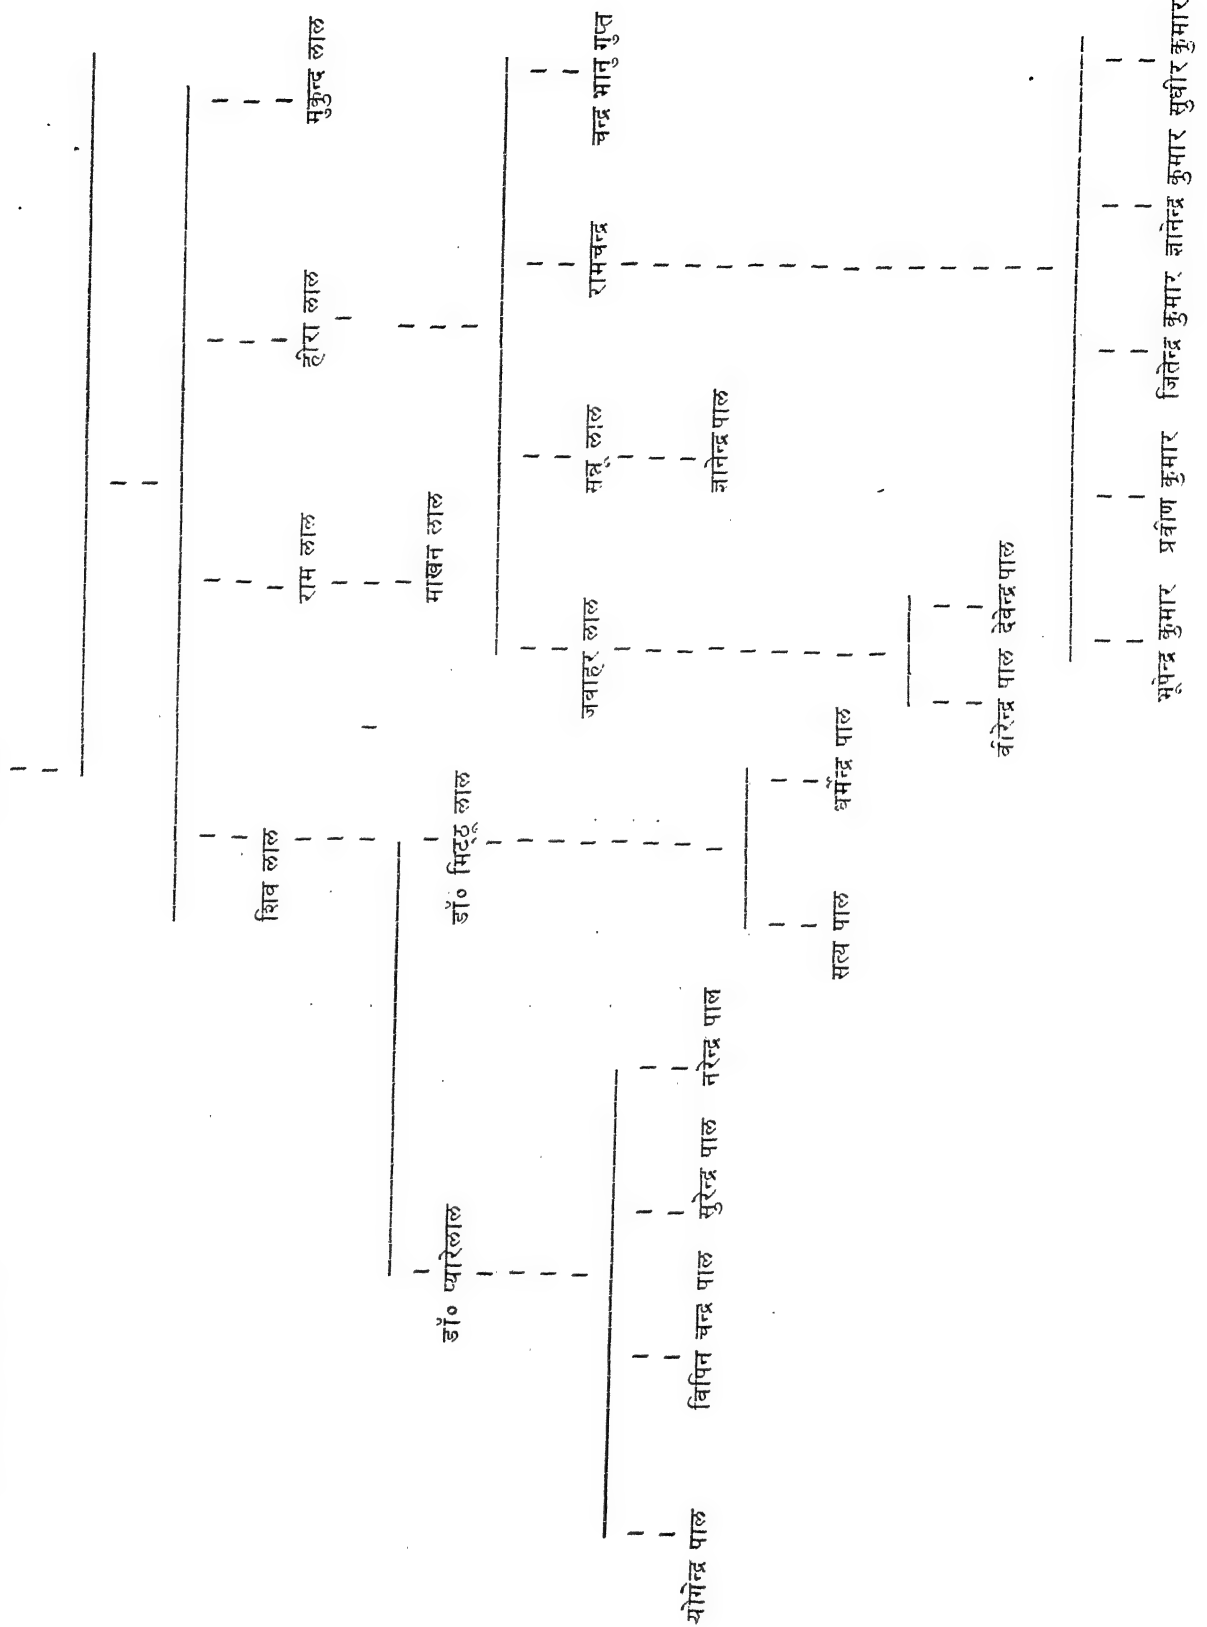 शिव लाल राम लाल हीरा लाल मुकुन्द लाल
माखन लाल
डॉ० प्यारेलाल डॉ० मिट्ठू लाल
जवाहर लाल मन्नू लाल रामचन्द्र चन्द्र भानु गुप्त
योगेन्द्र पाल विपिन चन्द्र पाल सुरेन्द्र पाल नरेन्द्र पाल ज्ञानेन्द्र पाल
सत्य पाल धर्मेन्द्र पाल
वीरेन्द्र पाल देवेन्द्र पाल
भूपेन्द्र कुमार प्रवीण कुमार जितेन्द्र कुमार ज्ञानेन्द्र कुमार सुधीर कुमार